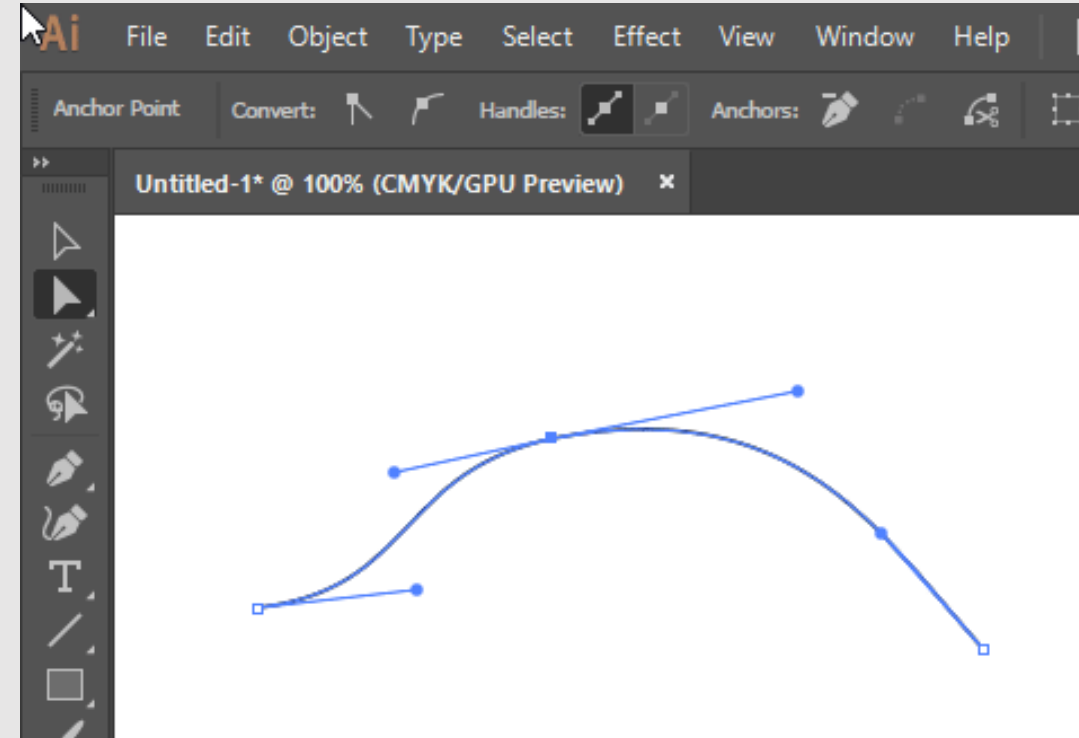 Ai File Edit Object Type Select Effect View Window Help
Anchor Point Convert: Handles: Anchors:
Untitled-1* @ 100% (CMYK/GPU Preview) ×
T